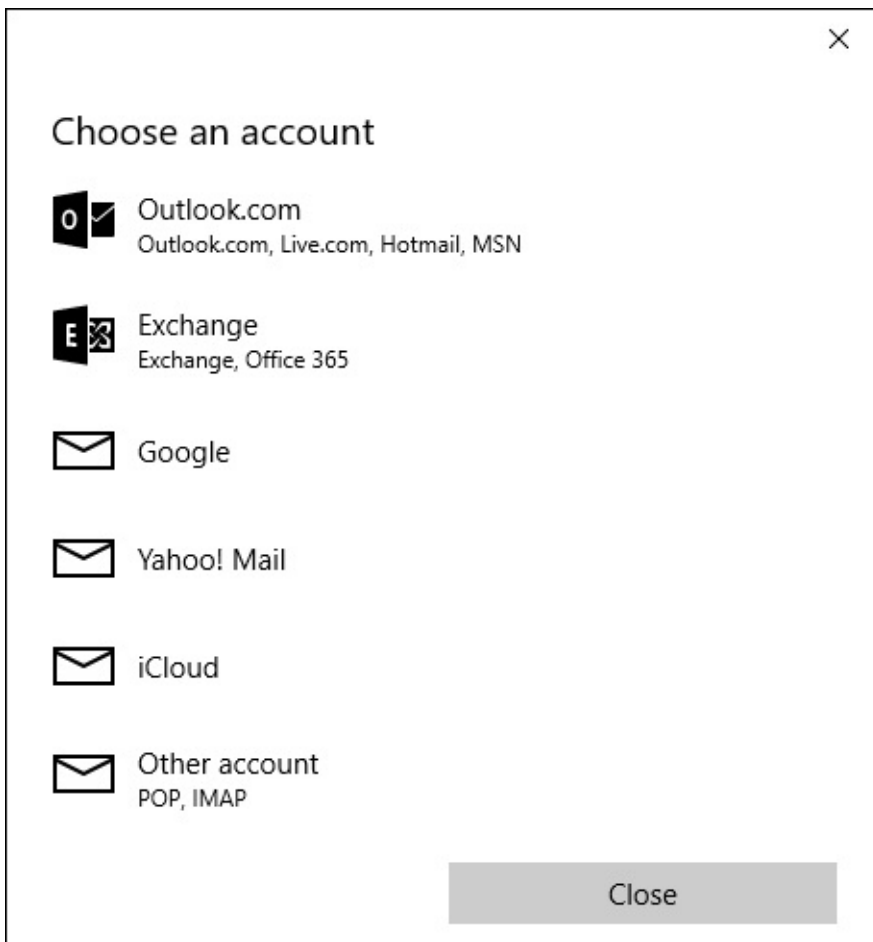 Choose an account
O
Outlook.com
Outlook.com, Live.com, Hotmail, MSN
E
Exchange
Exchange, Office 365
Google
Yahoo! Mail
iCloud
Other account
POP, IMAP
Close